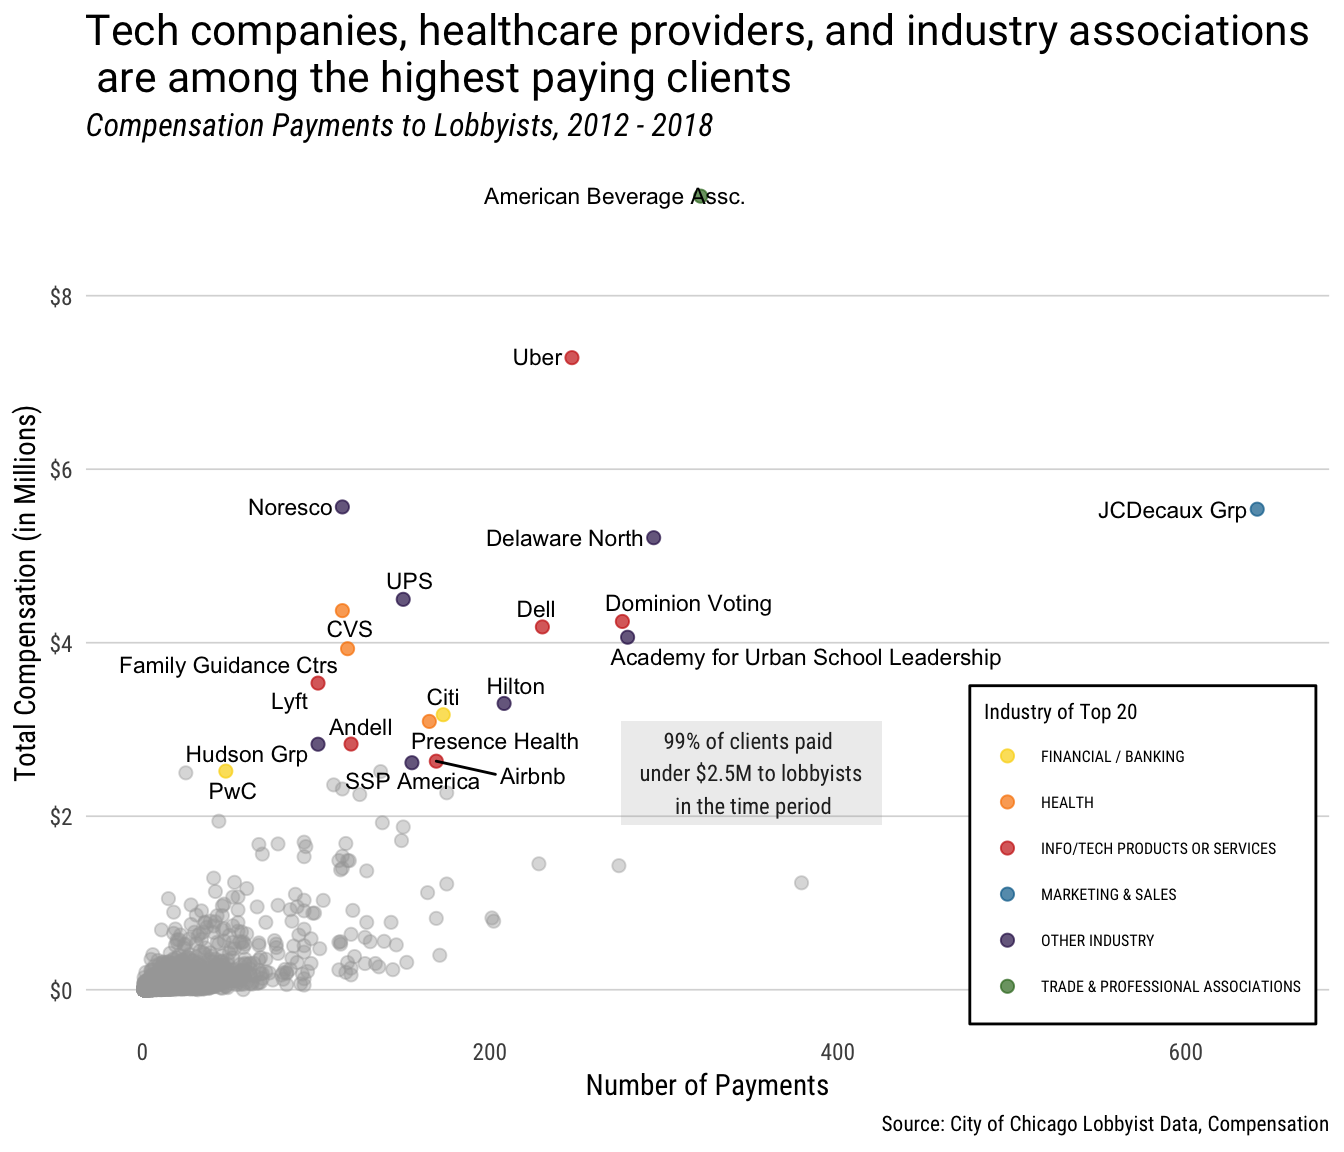 Tech companies, healthcare providers, and industry associations
are among the highest paying clients
Compensation Payments to Lobbyists, 2012 - 2018
American Beverage Assc.
$8
Uber
$6
Noresco
JCDecaux Grp
Delaware North
UPS
Dell
Dominion Voting
CVS
$4
Academy for Urban School Leadership
Family Guidance Ctrs
Lyft
Citi
Hilton
Andell
Presence Health
Hudson Grp
SSP America
Airbnb
PwC
99% of clients paid
under $2.5M to lobbyists
in the time period
$2
$0
Total Compensation (in Millions)
Industry of Top 20
FINANCIAL / BANKING
HEALTH
INFO/TECH PRODUCTS OR SERVICES
MARKETING & SALES
OTHER INDUSTRY
TRADE & PROFESSIONAL ASSOCIATIONS
0
200
400
600
Number of Payments
Source: City of Chicago Lobbyist Data, Compensation